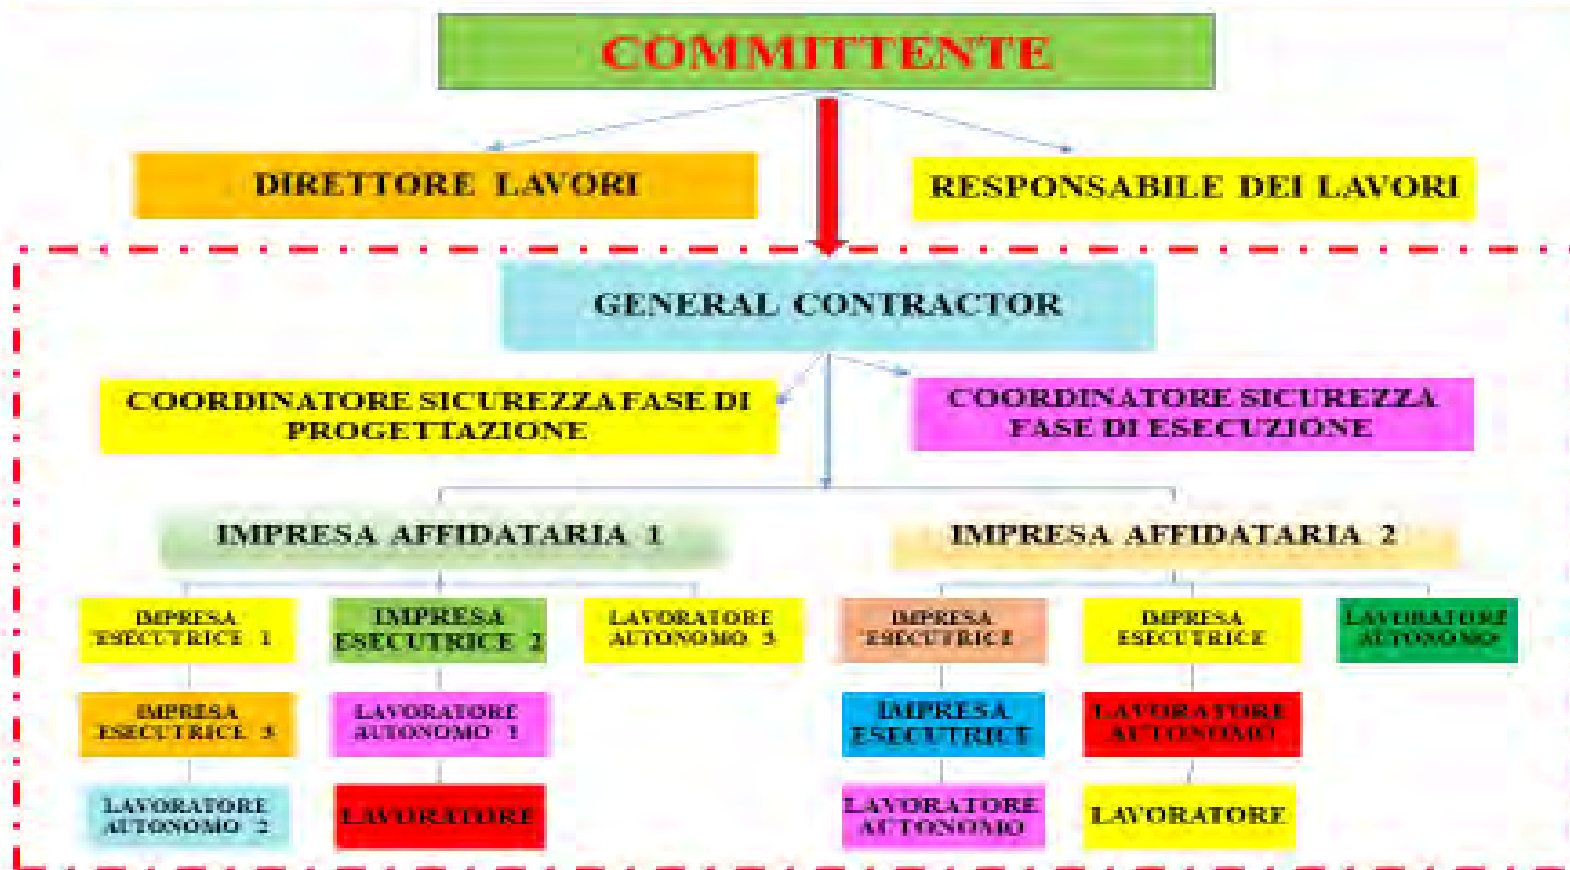 COMMITTENTE
DIRETTORE LAVORI
RESPONSABILE DEI LAVORI
GENERAL CONTRACTOR
COORDINATORE SICUREZZA FASE DI
PROGETTAZIONE
COORDINATORE SICUREZZA
FASE DI ESECUZIONE
IMPRESA AFFIDATARIA 1
IMPRESA AFFIDATARIA 2
IMPRESA
ESECUTRICE 1
IMPRESA
ESECUTRICE 2
LAVORATORE
AUTONOMO 3
IMPRESA
ESECUTRICE
IMPRESA
ESECUTRICE
LAVORATORE
AUTONOMO
IMPRESA
ESECUTRICE 3
LAVORATORE
AUTONOMO 1
IMPRESA
ESECUTRICE
LAVORATORE
AUTONOMO
LAVORATORE
AUTONOMO 2
LAVORATORE
LAVORATORE
AUTONOMO
LAVORATORE